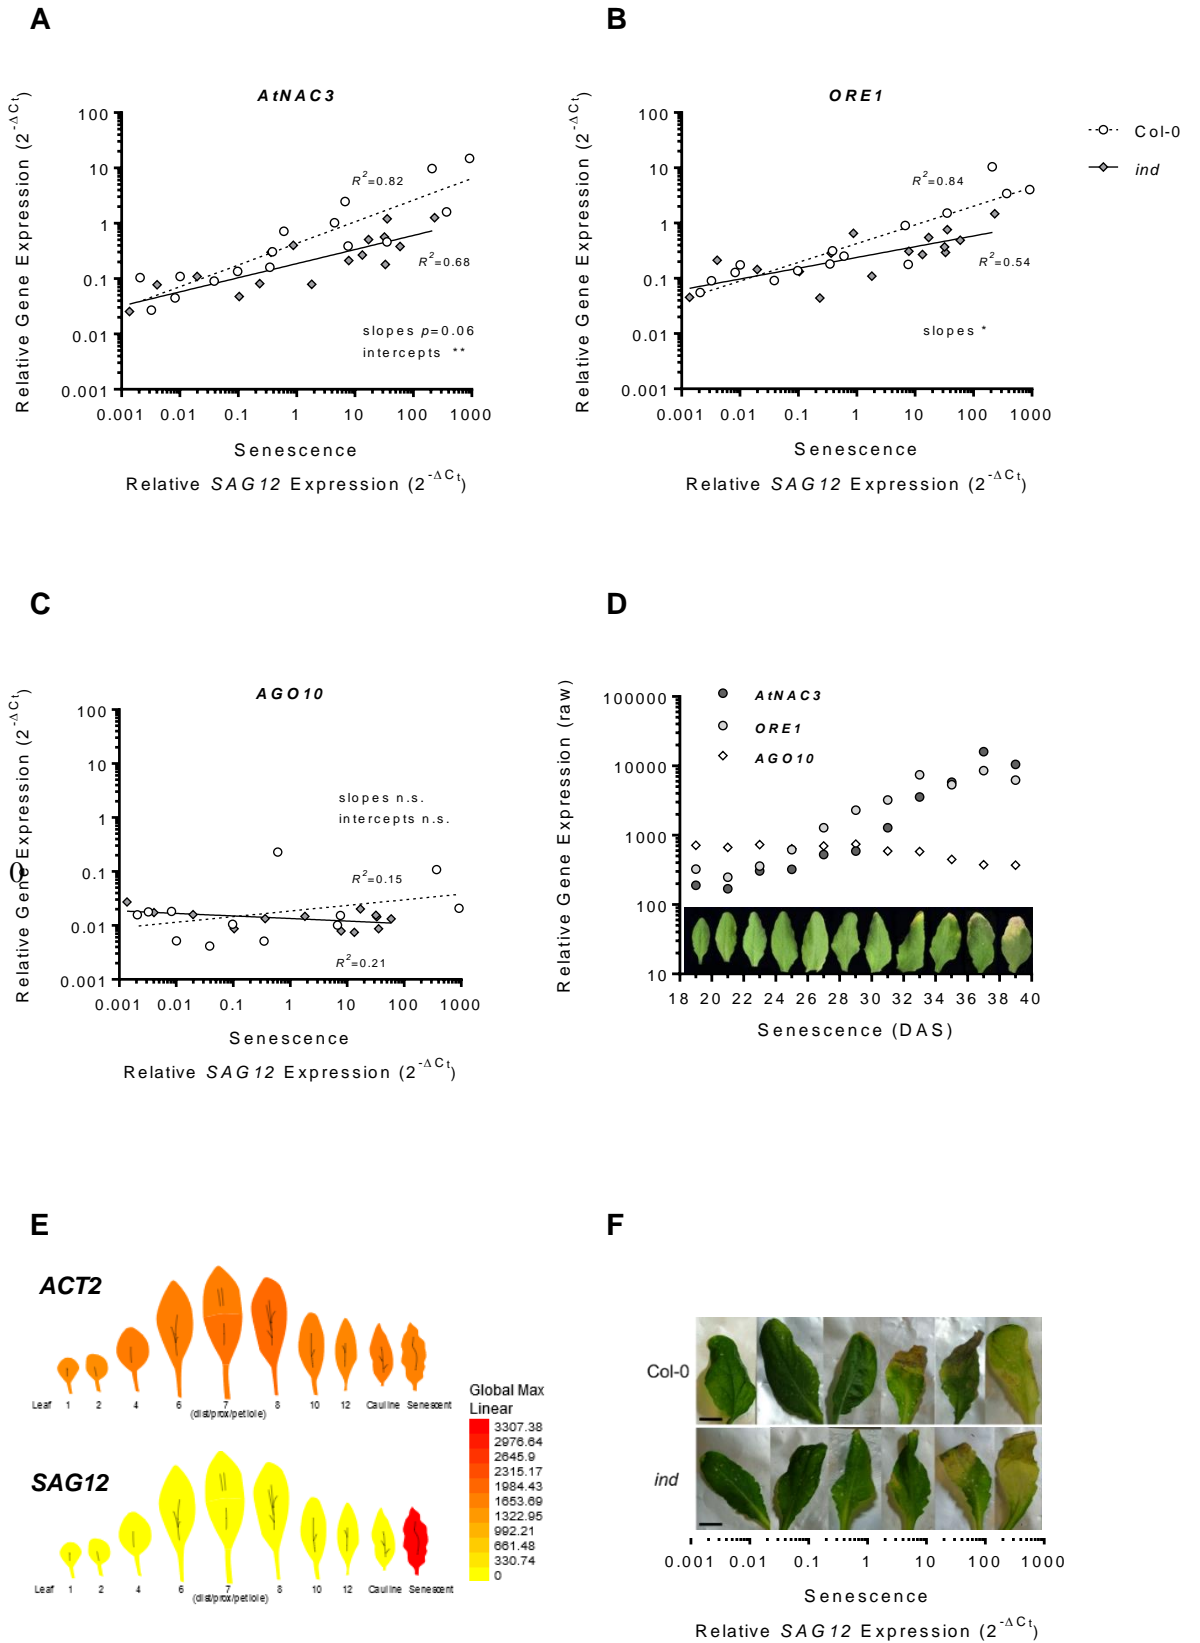 A
B
AtNAC3
ORE1
Relative Gene Expression (2^-ΔCt)
100
10
1
0.1
0.01
0.001
R²=0.82
R²=0.68
slopes p=0.06
intercepts **
0.001 0.01 0.1 1 10 100 1000
Senescence
Relative SAG12 Expression (2^-ΔCt)
Relative Gene Expression (2^-ΔCt)
100
10
1
0.1
0.01
0.001
R²=0.84
R²=0.54
slopes *
0.001 0.01 0.1 1 10 100 1000
Senescence
Relative SAG12 Expression (2^-ΔCt)
Col-0
ind
C
D
AGO10
Relative Gene Expression (2^-ΔCt)
0
100
10
1
0.1
0.01
0.001
slopes n.s.
intercepts n.s.
R²=0.15
R²=0.21
0.001 0.01 0.1 1 10 100 1000
Senescence
Relative SAG12 Expression (2^-ΔCt)
Relative Gene Expression (raw)
100000
10000
1000
100
10
AtNAC3
ORE1
AGO10
18 20 22 24 26 28 30 32 34 36 38 40
Senescence (DAS)
E
F
ACT2
Leaf 1 2 4 6 7 8 10 12 Cauline Senescent
(dist/prox/petiole)
SAG12
Leaf 1 2 4 6 7 8 10 12 Cauline Senescent
(dist/prox/petiole)
Global Max
Linear
3307.38
2976.64
2645.9
2315.17
1984.43
1653.69
1322.95
992.21
661.48
330.74
0
Col-0
ind
0.001 0.01 0.1 1 10 100 1000
Senescence
Relative SAG12 Expression (2^-ΔCt)